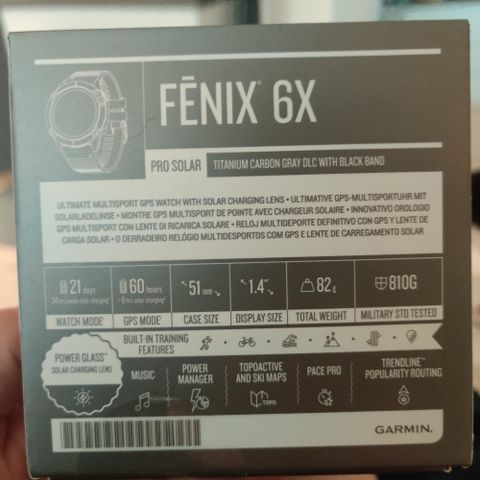 FĒNIX® 6X
PRO SOLAR TITANIUM CARBON GRAY DLC WITH BLACK BAND
ULTIMATE MULTISPORT GPS WATCH WITH SOLAR CHARGING LENS • ULTIMATIVE GPS-MULTISPORTUHR MIT
SOLARLADELINSE • MONTRE GPS MULTISPORT DE POINTE AVEC CHARGEUR SOLAIRE • INNOVATIVO OROLOGIO
GPS MULTISPORT CON LENTE DI RICARICA SOLARE • RELOJ MULTIDEPORTE DEFINITIVO CON GPS Y LENTE DE
CARGA SOLAR • O DERRADEIRO RELÓGIO MULTIDESPORTOS COM GPS E LENTE DE CARREGAMENTO SOLAR
21 days 60 hours 51 mm 1.4" 82 g 810G
WATCH MODE GPS MODE CASE SIZE DISPLAY SIZE TOTAL WEIGHT MILITARY STD TESTED
BUILT-IN TRAINING
FEATURES
POWER GLASS™
SOLAR CHARGING LENS
MUSIC
POWER
MANAGER
TOPOACTIVE
AND SKI MAPS
TOPO
PACE PRO
TRENDLINE™
POPULARITY ROUTING
GARMIN.